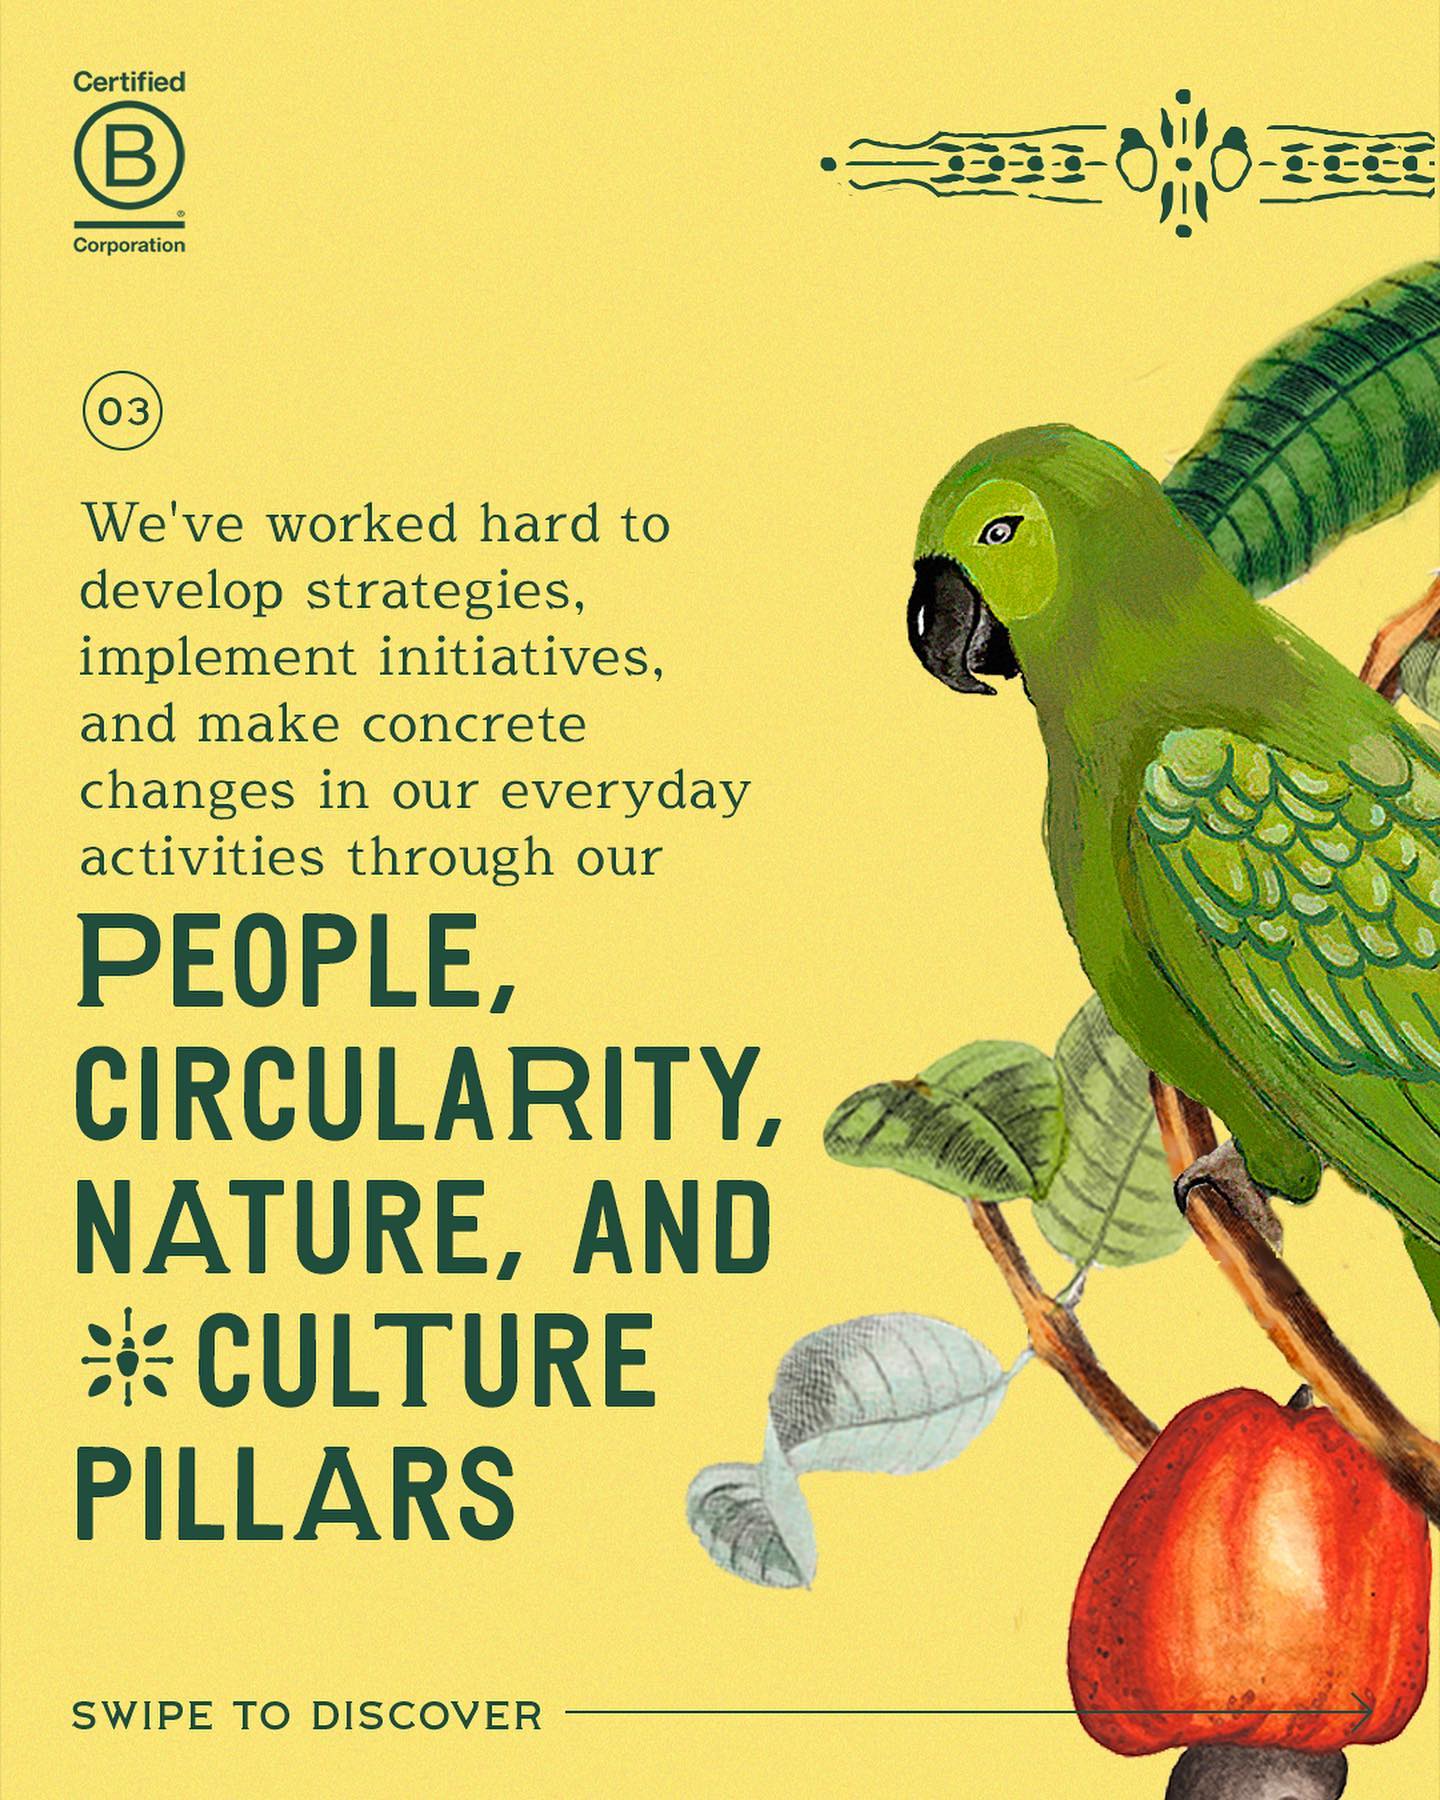 Certified
B
®
Corporation
03
We've worked hard to
develop strategies,
implement initiatives,
and make concrete
changes in our everyday
activities through our
PEOPLE,
CIRCULARITY,
NATURE, AND
CULTURE
PILLARS
SWIPE TO DISCOVER